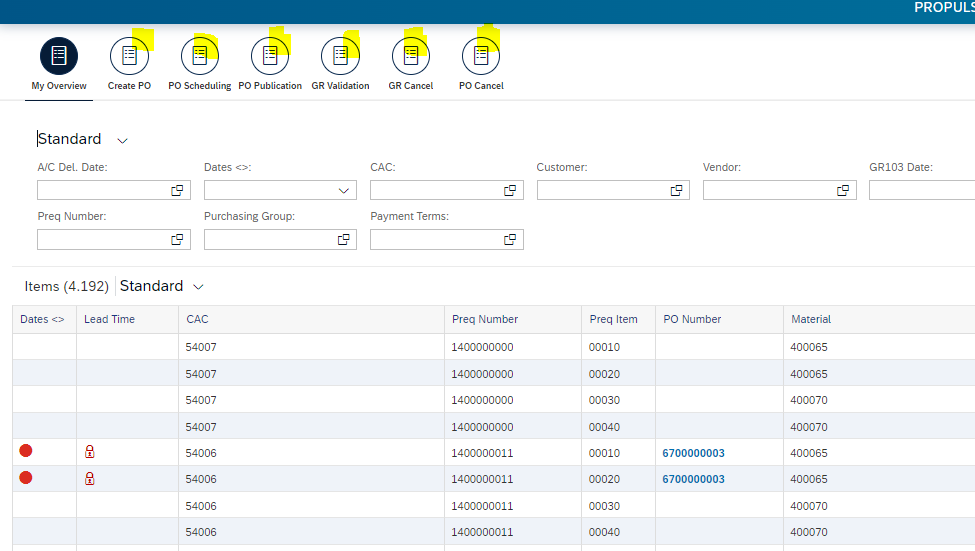 PROPULS
My Overview Create PO PO Scheduling PO Publication GR Validation GR Cancel PO Cancel
Standard
A/C Del. Date: Dates <>: CAC: Customer: Vendor: GR103 Date:
Preq Number: Purchasing Group: Payment Terms:
Items (4.192) Standard
Dates <> Lead Time CAC Preq Number Preq Item PO Number Material
54007 1400000000 00010 400065
54007 1400000000 00020 400065
54007 1400000000 00030 400070
54007 1400000000 00040 400070
54006 1400000011 00010 6700000003 400065
54006 1400000011 00020 6700000003 400065
54006 1400000011 00030 400070
54006 1400000011 00040 400070